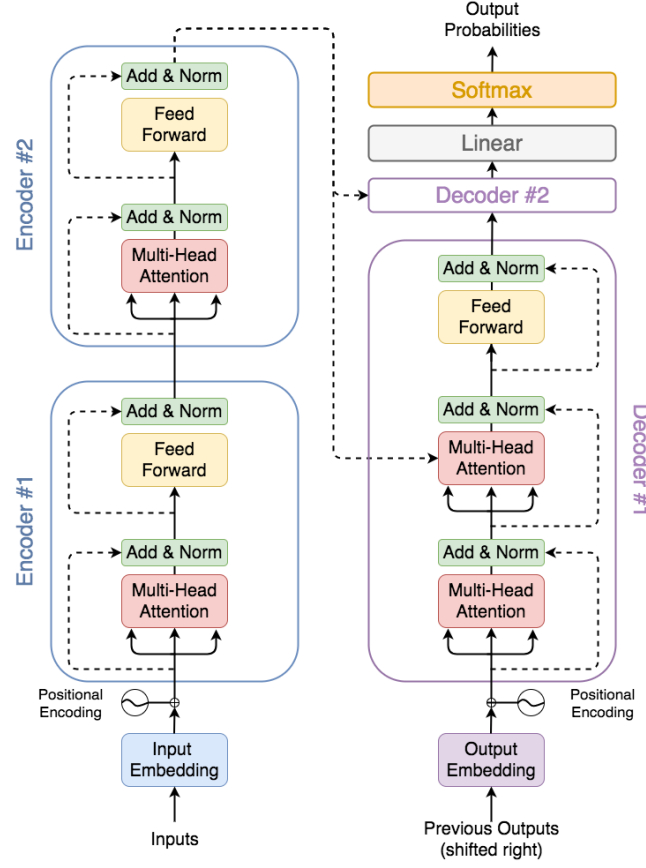 Output
Probabilities
Softmax
Linear
Decoder #2
Encoder #2
Add & Norm
Feed
Forward
Add & Norm
Multi-Head
Attention
Encoder #1
Add & Norm
Feed
Forward
Add & Norm
Multi-Head
Attention
Positional
Encoding
Input
Embedding
Inputs
Decoder #1
Add & Norm
Feed
Forward
Add & Norm
Multi-Head
Attention
Add & Norm
Multi-Head
Attention
Positional
Encoding
Output
Embedding
Previous Outputs
(shifted right)